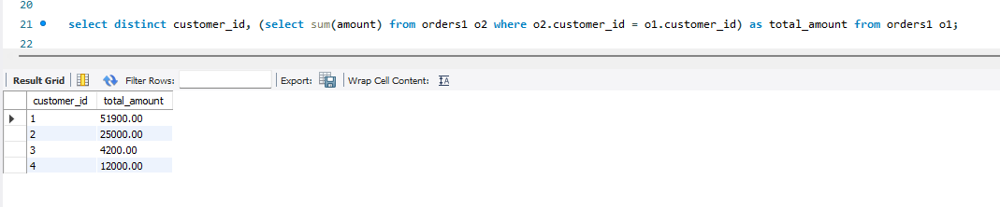 20
21 select distinct customer_id, (select sum(amount) from orders1 o2 where o2.customer_id = o1.customer_id) as total_amount from orders1 o1;
22
Result Grid Filter Rows: Export: Wrap Cell Content: IA
customer_id total_amount
1 51900.00
2 25000.00
3 4200.00
4 12000.00